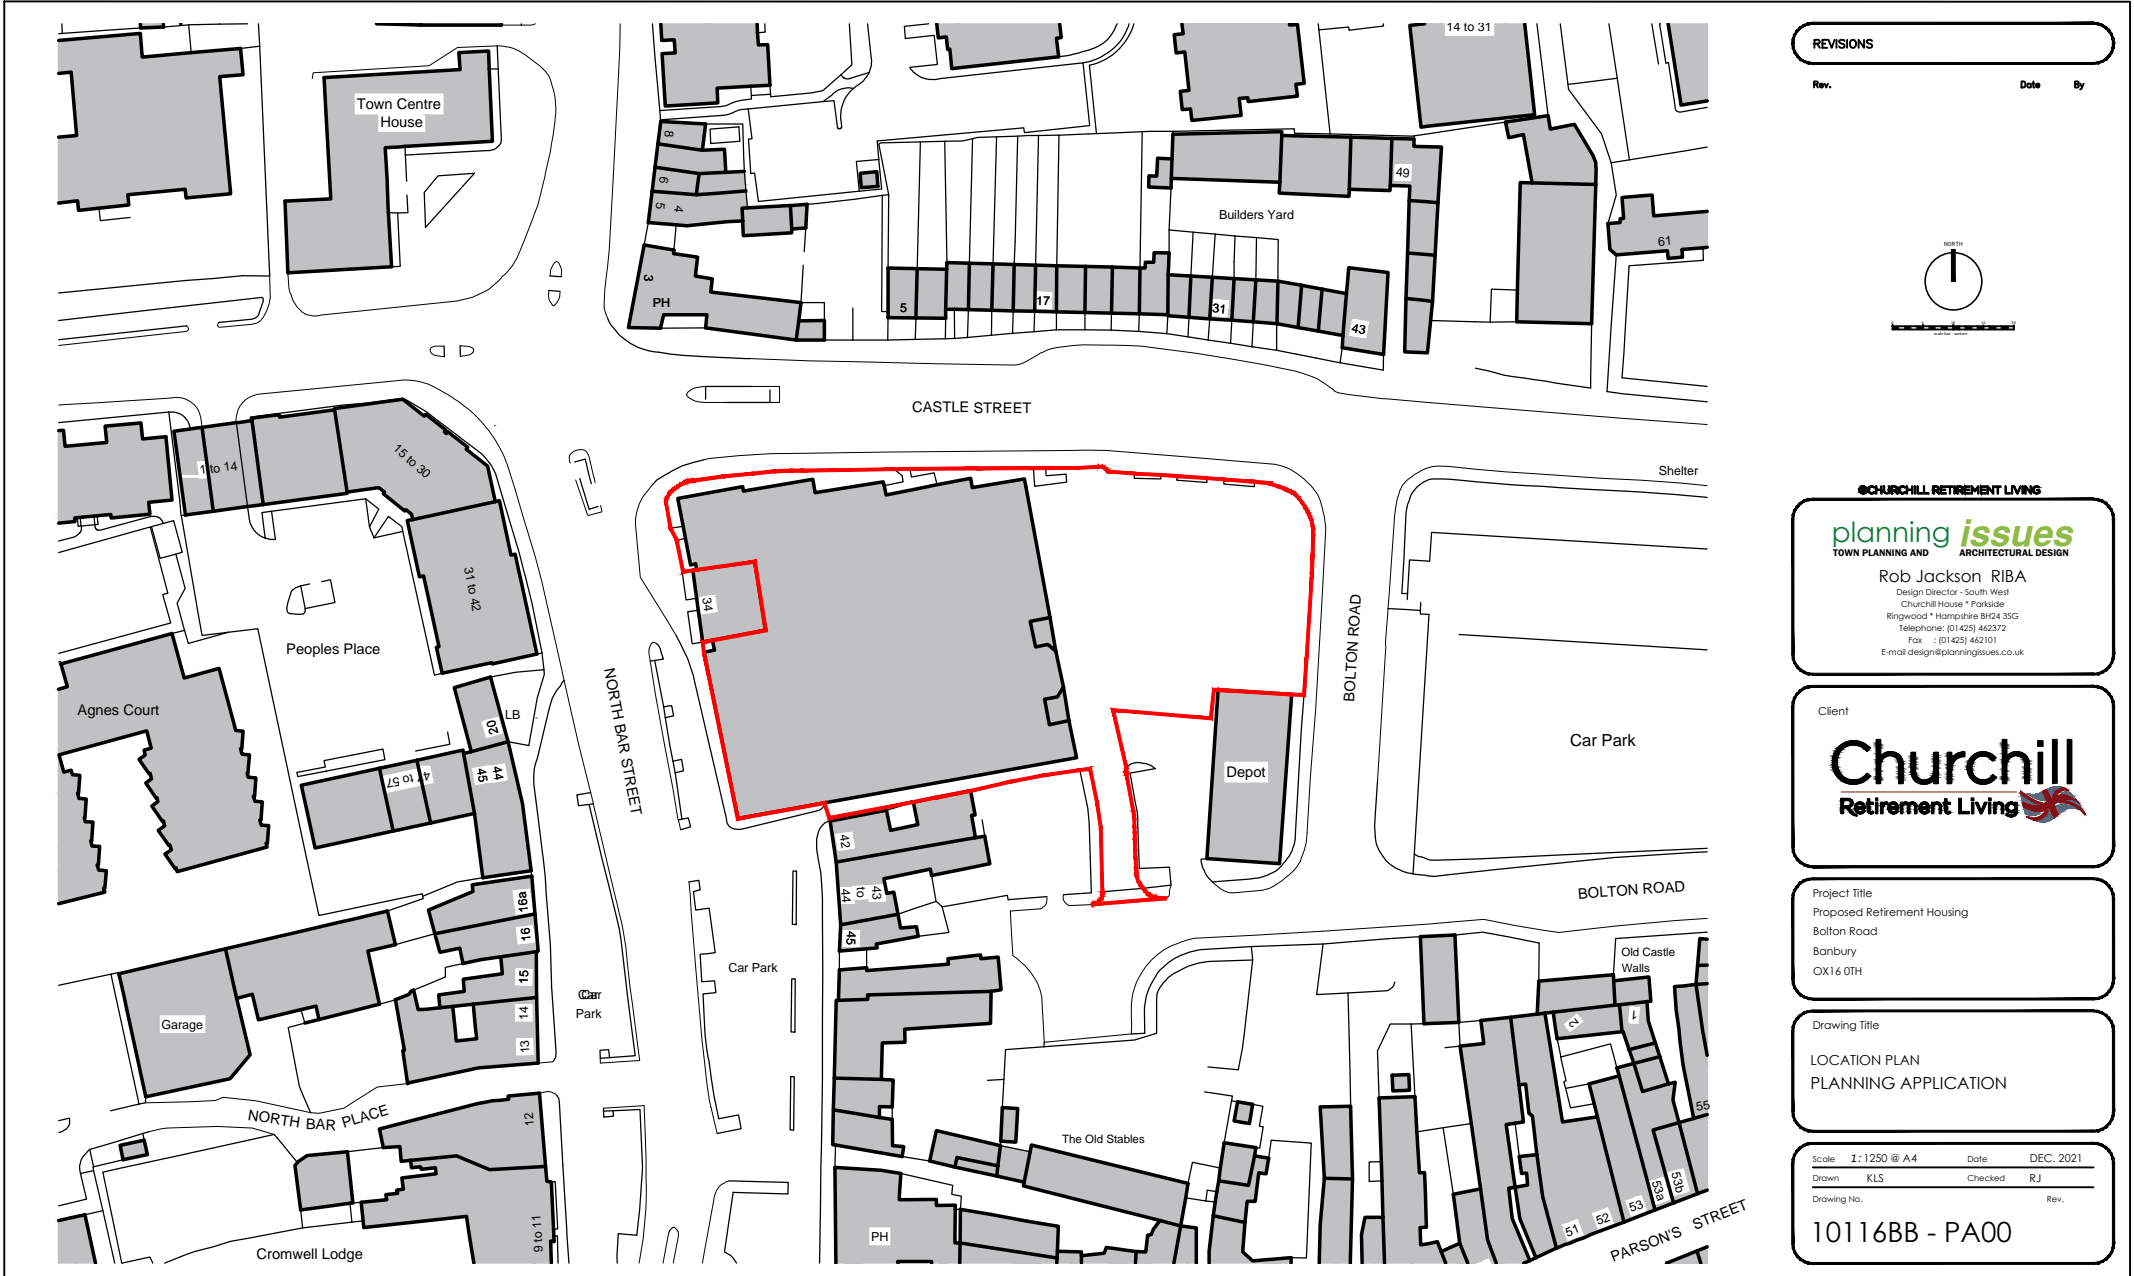 14 to 31
Town Centre
House
8
6
5 4
3
PH
49
Builders Yard
61
5
17
31
43
CASTLE STREET
1 to 14
15 to 30
31 to 42
Peoples Place
Agnes Court
20
LB
47 to 57
45 44
34
NORTH BAR STREET
BOLTON ROAD
Shelter
Depot
Car Park
BOLTON ROAD
42
44 to 43
45
16a
16
15
14
13
Garage
Car
Park
Car Park
Old Castle
Walls
2
1
NORTH BAR PLACE
12
9 to 11
Cromwell Lodge
The Old Stables
PH
51
52
53
53a
53b
55
PARSON'S STREET
REVISIONS
Rev. Date By
NORTH
scale bar - metres
©CHURCHILL RETIREMENT LIVING
planning issues
TOWN PLANNING AND ARCHITECTURAL DESIGN
Rob Jackson RIBA
Design Director - South West
Churchill House * Parkside
Ringwood * Hampshire BH24 3SG
Telephone: (01425) 462372
Fax : (01425) 462101
E-mail design@planningissues.co.uk
Client
Churchill
Retirement Living
Project Title
Proposed Retirement Housing
Bolton Road
Banbury
OX16 0TH
Drawing Title
LOCATION PLAN
PLANNING APPLICATION
Scale 1:1250 @ A4 Date DEC. 2021
Drawn KLS Checked RJ
Drawing No. Rev.
10116BB - PA00